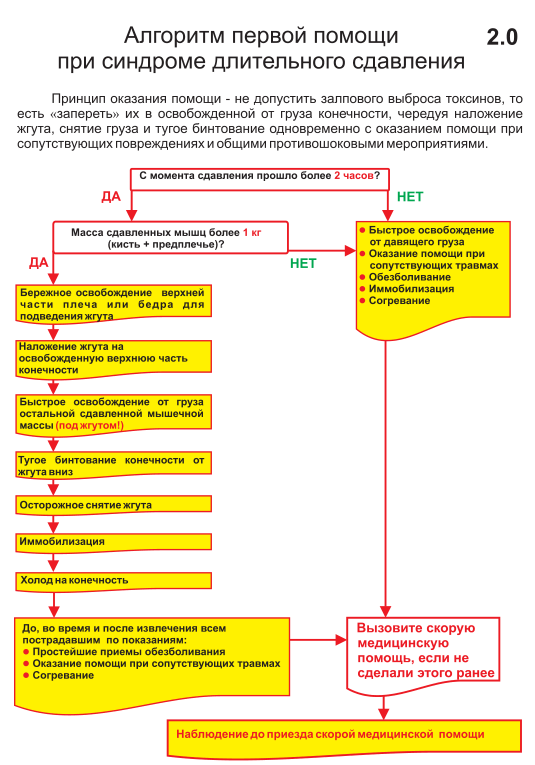 Алгоритм первой помощи
2.0
при синдроме длительного сдавления
Принцип оказания помощи - не допустить залпового выброса токсинов, то
есть «запереть» их в освобожденной от груза конечности, чередуя наложение
жгута, снятие груза и тугое бинтование одновременно с оказанием помощи при
сопутствующих повреждениях и общими противошоковыми мероприятиями.
С момента сдавления прошло более 2 часов?
ДА
НЕТ
Масса сдавленных мышц более 1 кг
(кисть + предплечье)?
ДА
НЕТ
● Быстрое освобождение
от давящего груза
● Оказание помощи при
сопутствующих травмах
● Обезболивание
● Иммобилизация
● Согревание
Бережное освобождение верхней
части плеча или бедра для
подведения жгута
Наложение жгута на
освобожденную верхнюю часть
конечности
Быстрое освобождение от груза
остальной сдавленной мышечной
массы (под жгутом!)
Тугое бинтование конечности от
жгута вниз
Осторожное снятие жгута
Иммобилизация
Холод на конечность
До, во время и после извлечения всем
пострадавшим по показаниям:
● Простейшие приемы обезболивания
● Оказание помощи при сопутствующих травмах
● Согревание
Вызовите скорую
медицинскую
помощь, если не
сделали этого ранее
Наблюдение до приезда скорой медицинской помощи